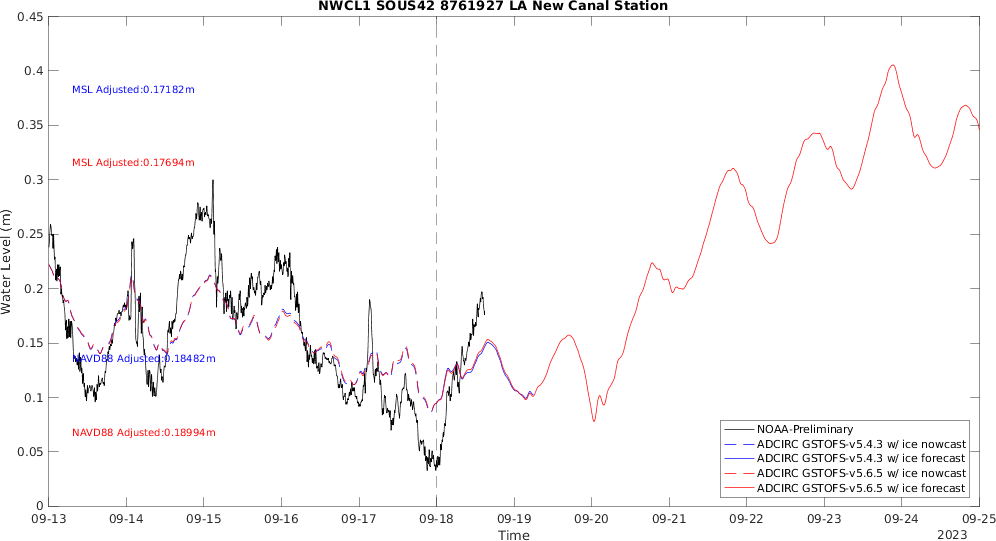 NWCL1 SOUS42 8761927 LA New Canal Station
0.45
0.4
0.35
0.3
0.25
0.2
0.15
0.1
0.05
0
Water Level (m)
MSL Adjusted:0.17182m
MSL Adjusted:0.17694m
NAVD88 Adjusted:0.18482m
NAVD88 Adjusted:0.18994m
NOAA-Preliminary
ADCIRC GSTOFS-v5.4.3 w/ ice nowcast
ADCIRC GSTOFS-v5.4.3 w/ ice forecast
ADCIRC GSTOFS-v5.6.5 w/ ice nowcast
ADCIRC GSTOFS-v5.6.5 w/ ice forecast
09-13 09-14 09-15 09-16 09-17 09-18 09-19 09-20 09-21 09-22 09-23 09-24 09-25
Time
2023